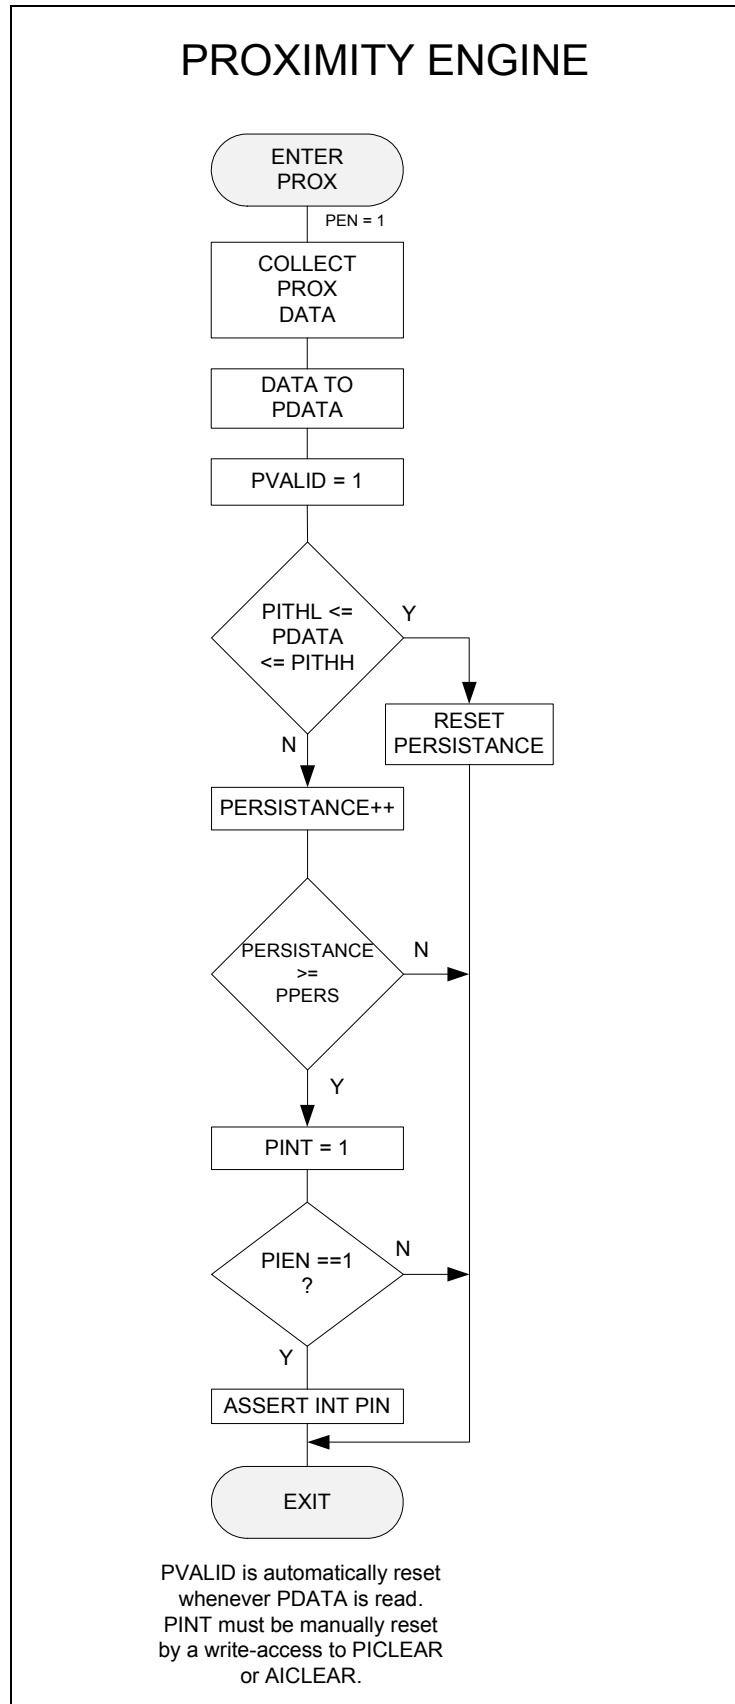 PROXIMITY ENGINE
ENTER
PROX
PEN = 1
COLLECT
PROX
DATA
DATA TO
PDATA
PVALID = 1
PITHL <=
PDATA
<= PITHH
Y
RESET
PERSISTANCE
N
PERSISTANCE++
PERSISTANCE
>=
PPERS
N
Y
PINT = 1
PIEN ==1
?
N
Y
ASSERT INT PIN
EXIT
PVALID is automatically reset
whenever PDATA is read.
PINT must be manually reset
by a write-access to PICLEAR
or AICLEAR.